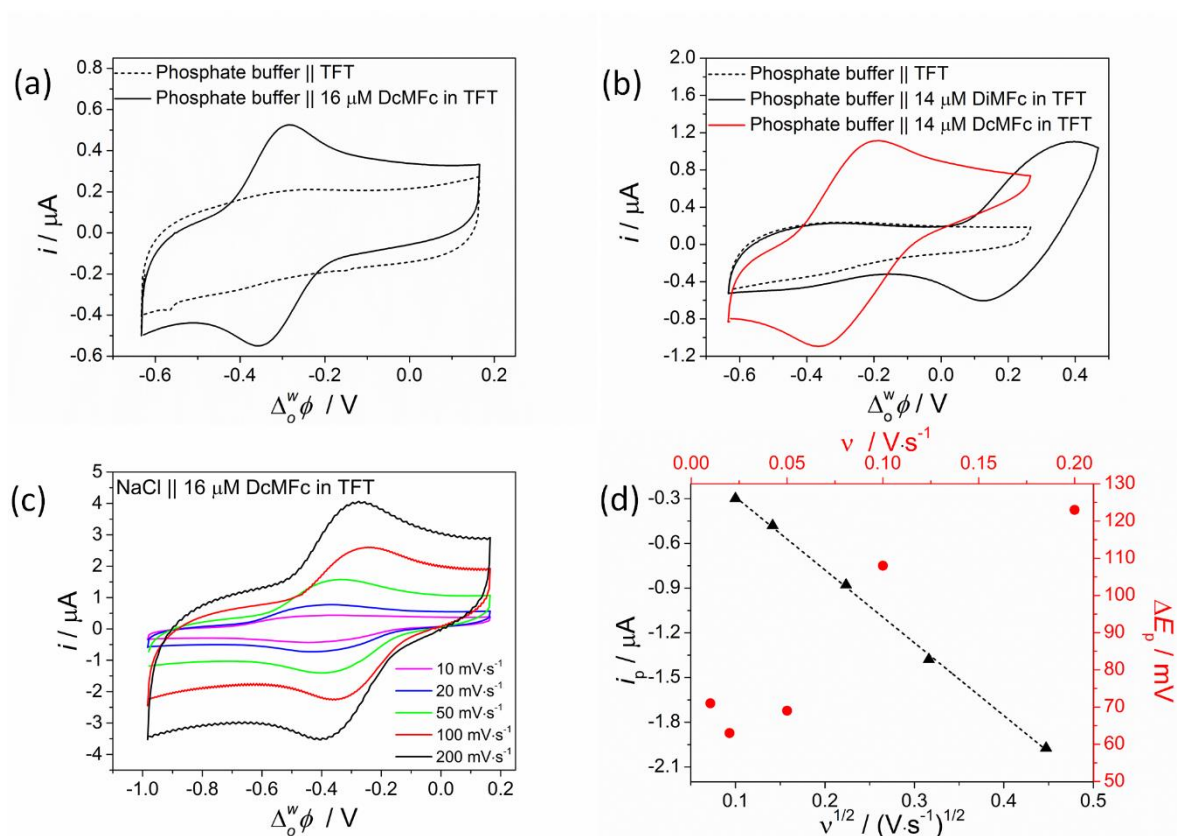 (a)
Phosphate buffer || TFT
Phosphate buffer || 16 μM DcMFc in TFT
i / μA
0.8
0.6
0.4
0.2
0.0
-0.2
-0.4
-0.6
-0.6 -0.4 -0.2 0.0 0.2
Δ_o^w ϕ / V
(b)
Phosphate buffer || TFT
Phosphate buffer || 14 μM DiMFc in TFT
Phosphate buffer || 14 μM DcMFc in TFT
i / μA
2.0
1.6
1.2
0.8
0.4
0.0
-0.4
-0.8
-1.2
-0.6 -0.4 -0.2 0.0 0.2 0.4
Δ_o^w ϕ / V
(c)
NaCl || 16 μM DcMFc in TFT
i / μA
5
4
3
2
1
0
-1
-2
-3
-4
10 mV·s⁻¹
20 mV·s⁻¹
50 mV·s⁻¹
100 mV·s⁻¹
200 mV·s⁻¹
-1.0 -0.8 -0.6 -0.4 -0.2 0.0 0.2
Δ_o^w ϕ / V
(d)
ν / V·s⁻¹
0.00 0.05 0.10 0.15 0.20
i_p / μA
-0.3
-0.6
-0.9
-1.2
-1.5
-1.8
-2.1
130
120
110
100
90
80
70
60
50
ΔE_p / mV
0.1 0.2 0.3 0.4 0.5
ν^1/2 / (V·s⁻¹)^1/2